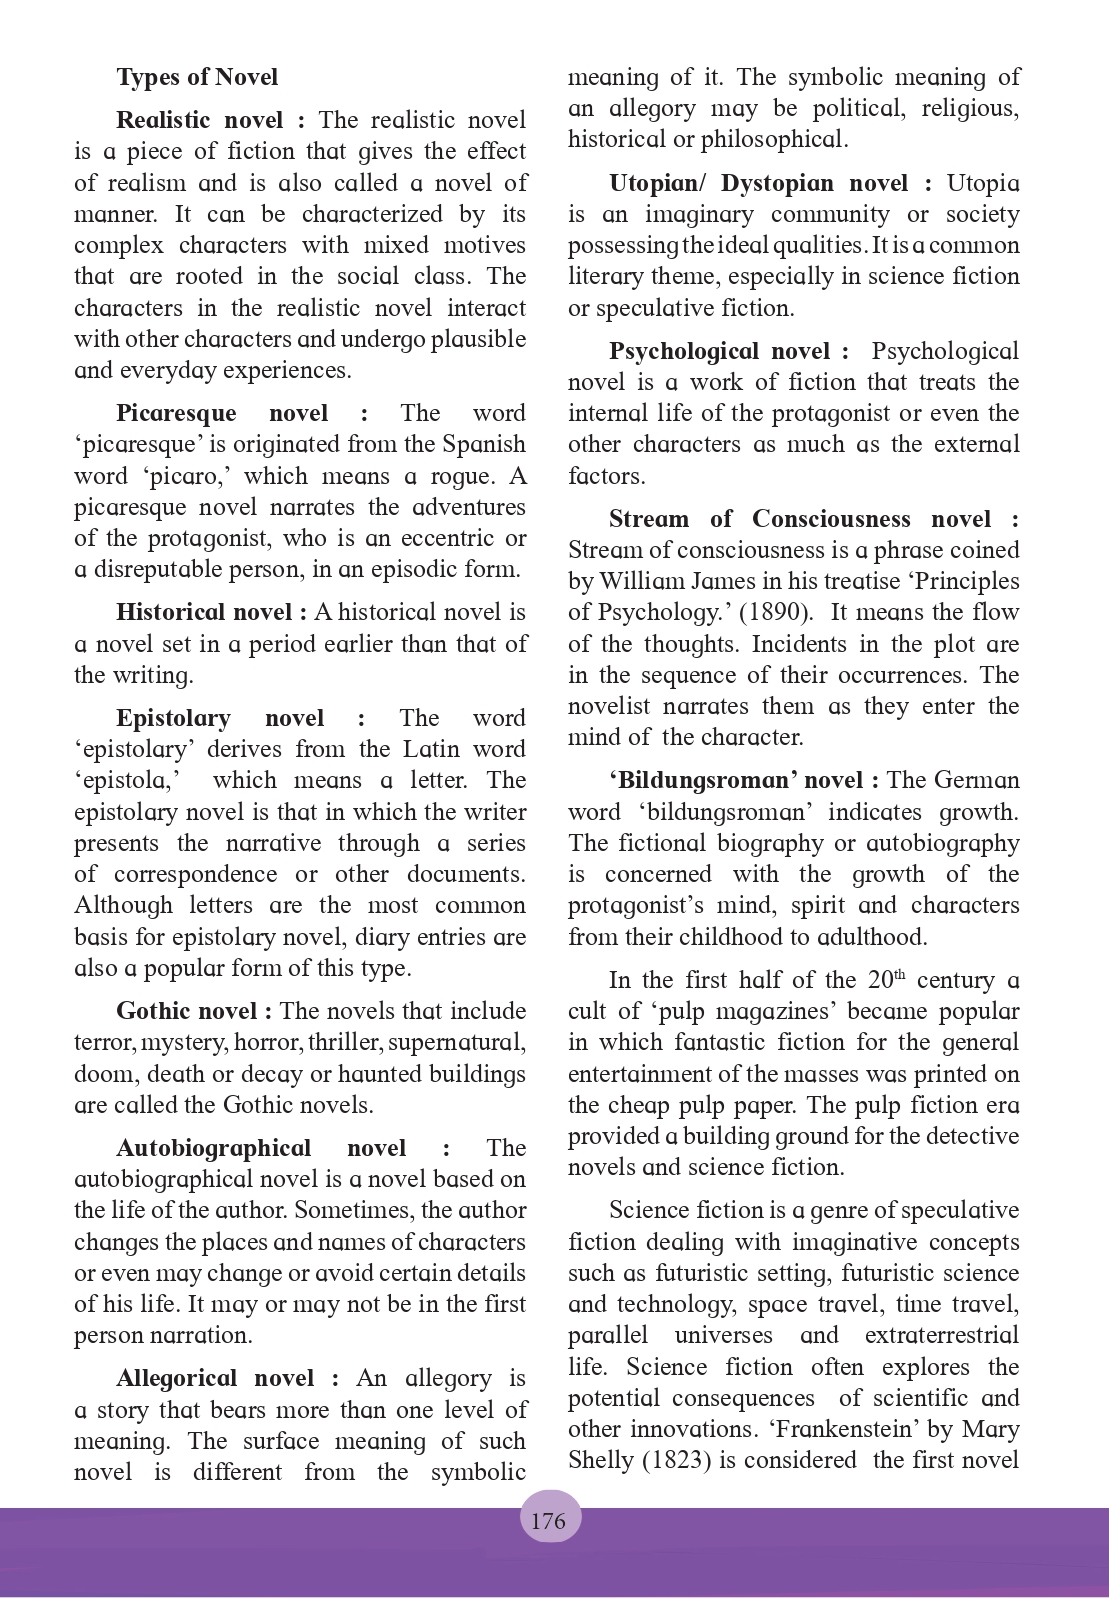 Types of Novel
Realistic novel : The realistic novel
is a piece of fiction that gives the effect
of realism and is also called a novel of
manner. It can be characterized by its
complex characters with mixed motives
that are rooted in the social class. The
characters in the realistic novel interact
with other characters and undergo plausible
and everyday experiences.
Picaresque novel : The word
‘picaresque’ is originated from the Spanish
word ‘picaro,’ which means a rogue. A
picaresque novel narrates the adventures
of the protagonist, who is an eccentric or
a disreputable person, in an episodic form.
Historical novel : A historical novel is
a novel set in a period earlier than that of
the writing.
Epistolary novel : The word
‘epistolary’ derives from the Latin word
‘epistola,’ which means a letter. The
epistolary novel is that in which the writer
presents the narrative through a series
of correspondence or other documents.
Although letters are the most common
basis for epistolary novel, diary entries are
also a popular form of this type.
Gothic novel : The novels that include
terror, mystery, horror, thriller, supernatural,
doom, death or decay or haunted buildings
are called the Gothic novels.
Autobiographical novel : The
autobiographical novel is a novel based on
the life of the author. Sometimes, the author
changes the places and names of characters
or even may change or avoid certain details
of his life. It may or may not be in the first
person narration.
Allegorical novel : An allegory is
a story that bears more than one level of
meaning. The surface meaning of such
novel is different from the symbolic
meaning of it. The symbolic meaning of
an allegory may be political, religious,
historical or philosophical.
Utopian/ Dystopian novel : Utopia
is an imaginary community or society
possessing the ideal qualities. It is a common
literary theme, especially in science fiction
or speculative fiction.
Psychological novel : Psychological
novel is a work of fiction that treats the
internal life of the protagonist or even the
other characters as much as the external
factors.
Stream of Consciousness novel :
Stream of consciousness is a phrase coined
by William James in his treatise ‘Principles
of Psychology.’ (1890). It means the flow
of the thoughts. Incidents in the plot are
in the sequence of their occurrences. The
novelist narrates them as they enter the
mind of the character.
‘Bildungsroman’ novel : The German
word ‘bildungsroman’ indicates growth.
The fictional biography or autobiography
is concerned with the growth of the
protagonist’s mind, spirit and characters
from their childhood to adulthood.
In the first half of the 20th century a
cult of ‘pulp magazines’ became popular
in which fantastic fiction for the general
entertainment of the masses was printed on
the cheap pulp paper. The pulp fiction era
provided a building ground for the detective
novels and science fiction.
Science fiction is a genre of speculative
fiction dealing with imaginative concepts
such as futuristic setting, futuristic science
and technology, space travel, time travel,
parallel universes and extraterrestrial
life. Science fiction often explores the
potential consequences of scientific and
other innovations. ‘Frankenstein’ by Mary
Shelly (1823) is considered the first novel
176